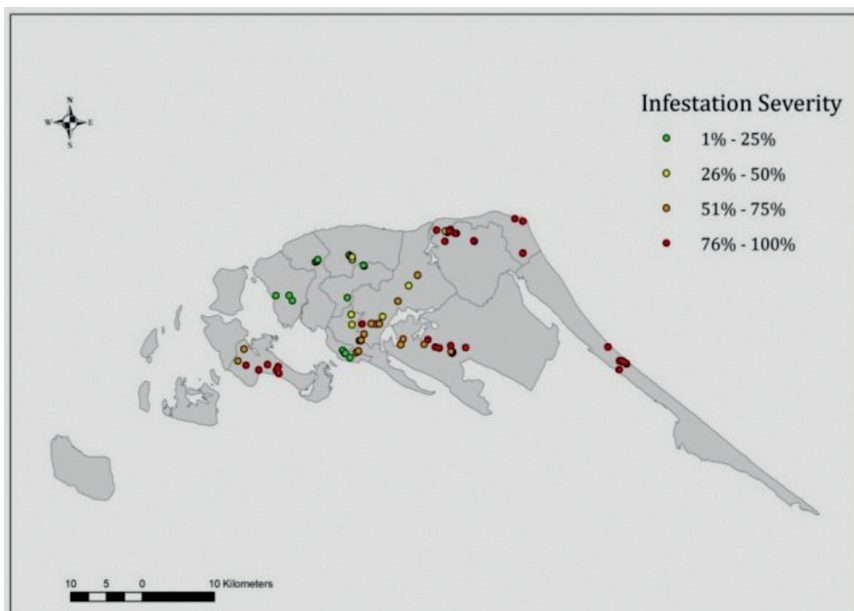 N
W E
S
Infestation Severity
1% - 25%
26% - 50%
51% - 75%
76% - 100%
10 5 0 10 Kilometers